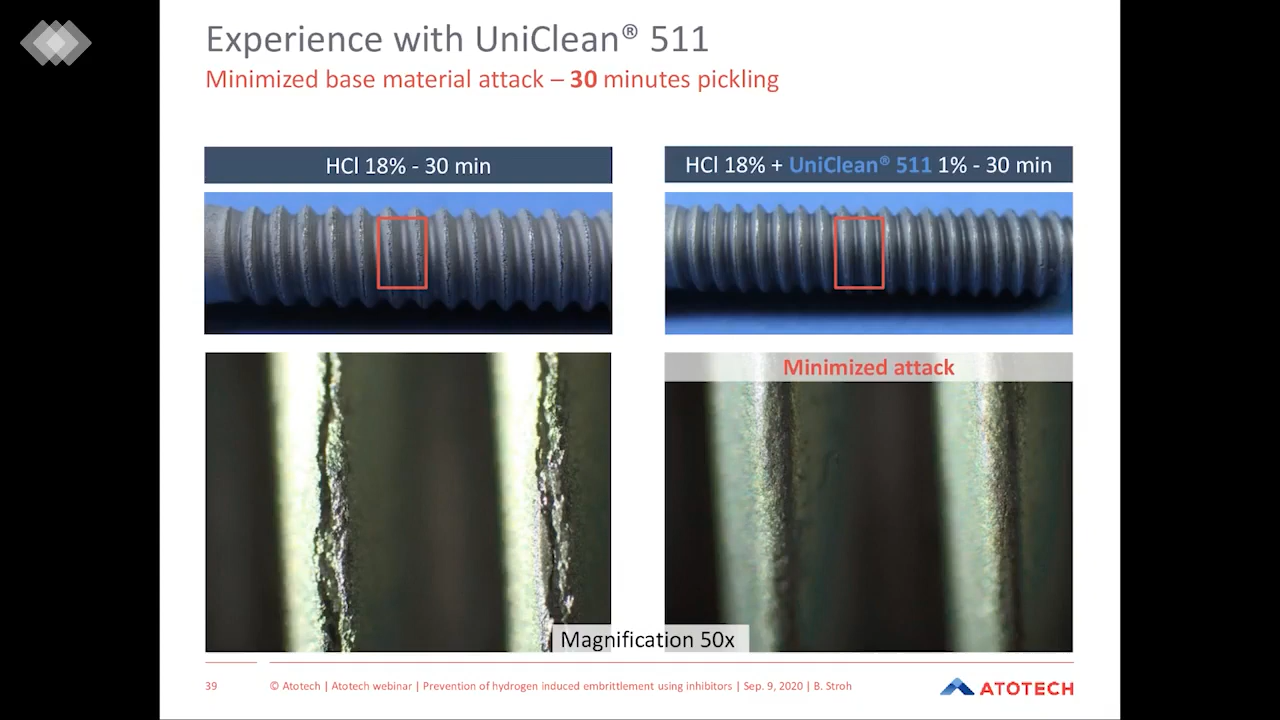 Experience with UniClean® 511
Minimized base material attack – 30 minutes pickling
HCl 18% - 30 min
HCl 18% + UniClean® 511 1% - 30 min
Minimized attack
Magnification 50x
39
© Atotech | Atotech webinar | Prevention of hydrogen induced embrittlement using inhibitors | Sep. 9, 2020 | B. Stroh
ATOTECH